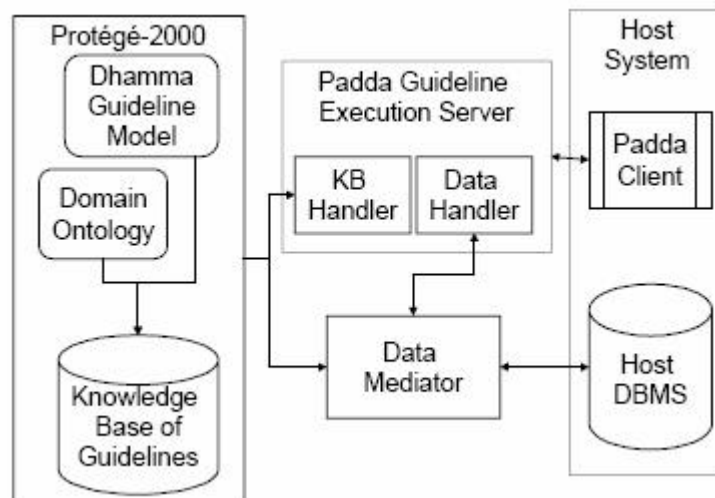 Protégé-2000
Dhamma
Guideline
Model
Domain
Ontology
Knowledge
Base of
Guidelines
Padda Guideline
Execution Server
KB
Handler
Data
Handler
Data
Mediator
Host
System
Padda
Client
Host
DBMS